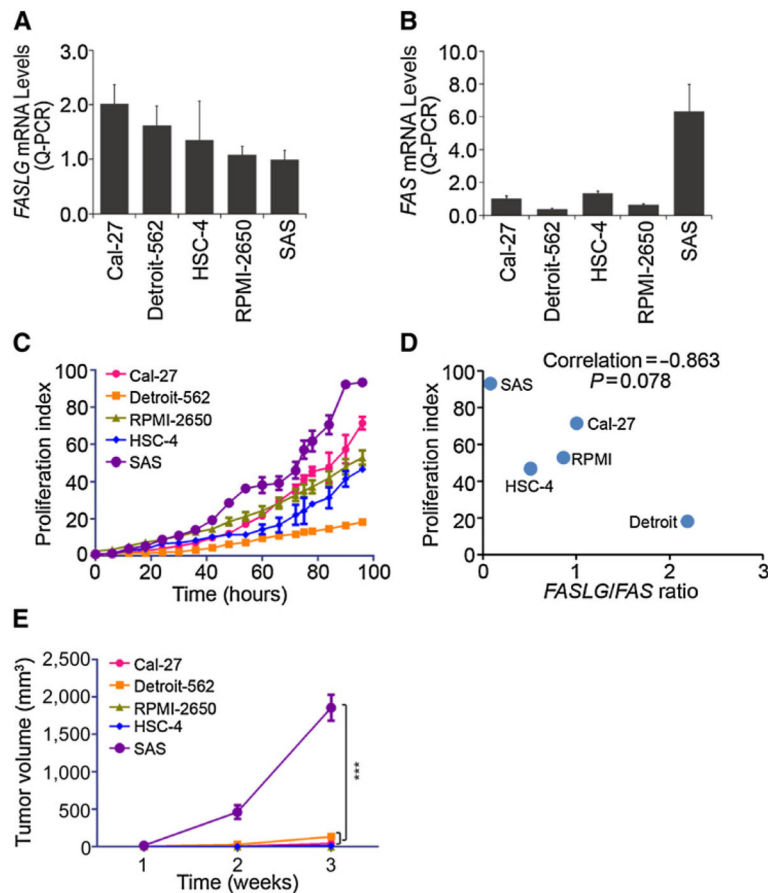 A
FASLG mRNA Levels
(Q-PCR)
3.0
2.0
1.0
0.0
Cal-27
Detroit-562
HSC-4
RPMI-2650
SAS
B
FAS mRNA Levels
(Q-PCR)
10.0
8.0
6.0
4.0
2.0
0.0
Cal-27
Detroit-562
HSC-4
RPMI-2650
SAS
C
Proliferation index
100
80
60
40
20
0
Cal-27
Detroit-562
RPMI-2650
HSC-4
SAS
0 20 40 60 80 100
Time (hours)
D
Correlation = –0.863
P = 0.078
Proliferation index
100
80
60
40
20
0
SAS
Cal-27
RPMI
HSC-4
Detroit
0 1 2 3
FASLG/FAS ratio
E
Tumor volume (mm³)
2,500
2,000
1,500
1,000
500
0
Cal-27
Detroit-562
RPMI-2650
HSC-4
SAS
***
1 2 3
Time (weeks)